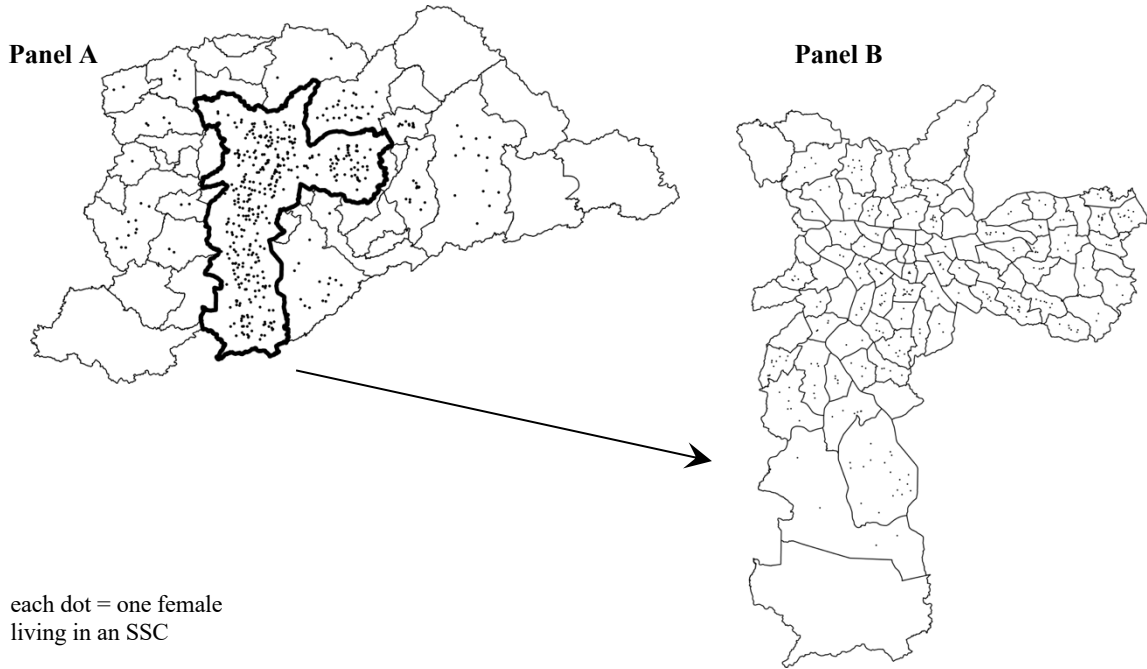 Panel A
Panel B
each dot = one female
living in an SSC